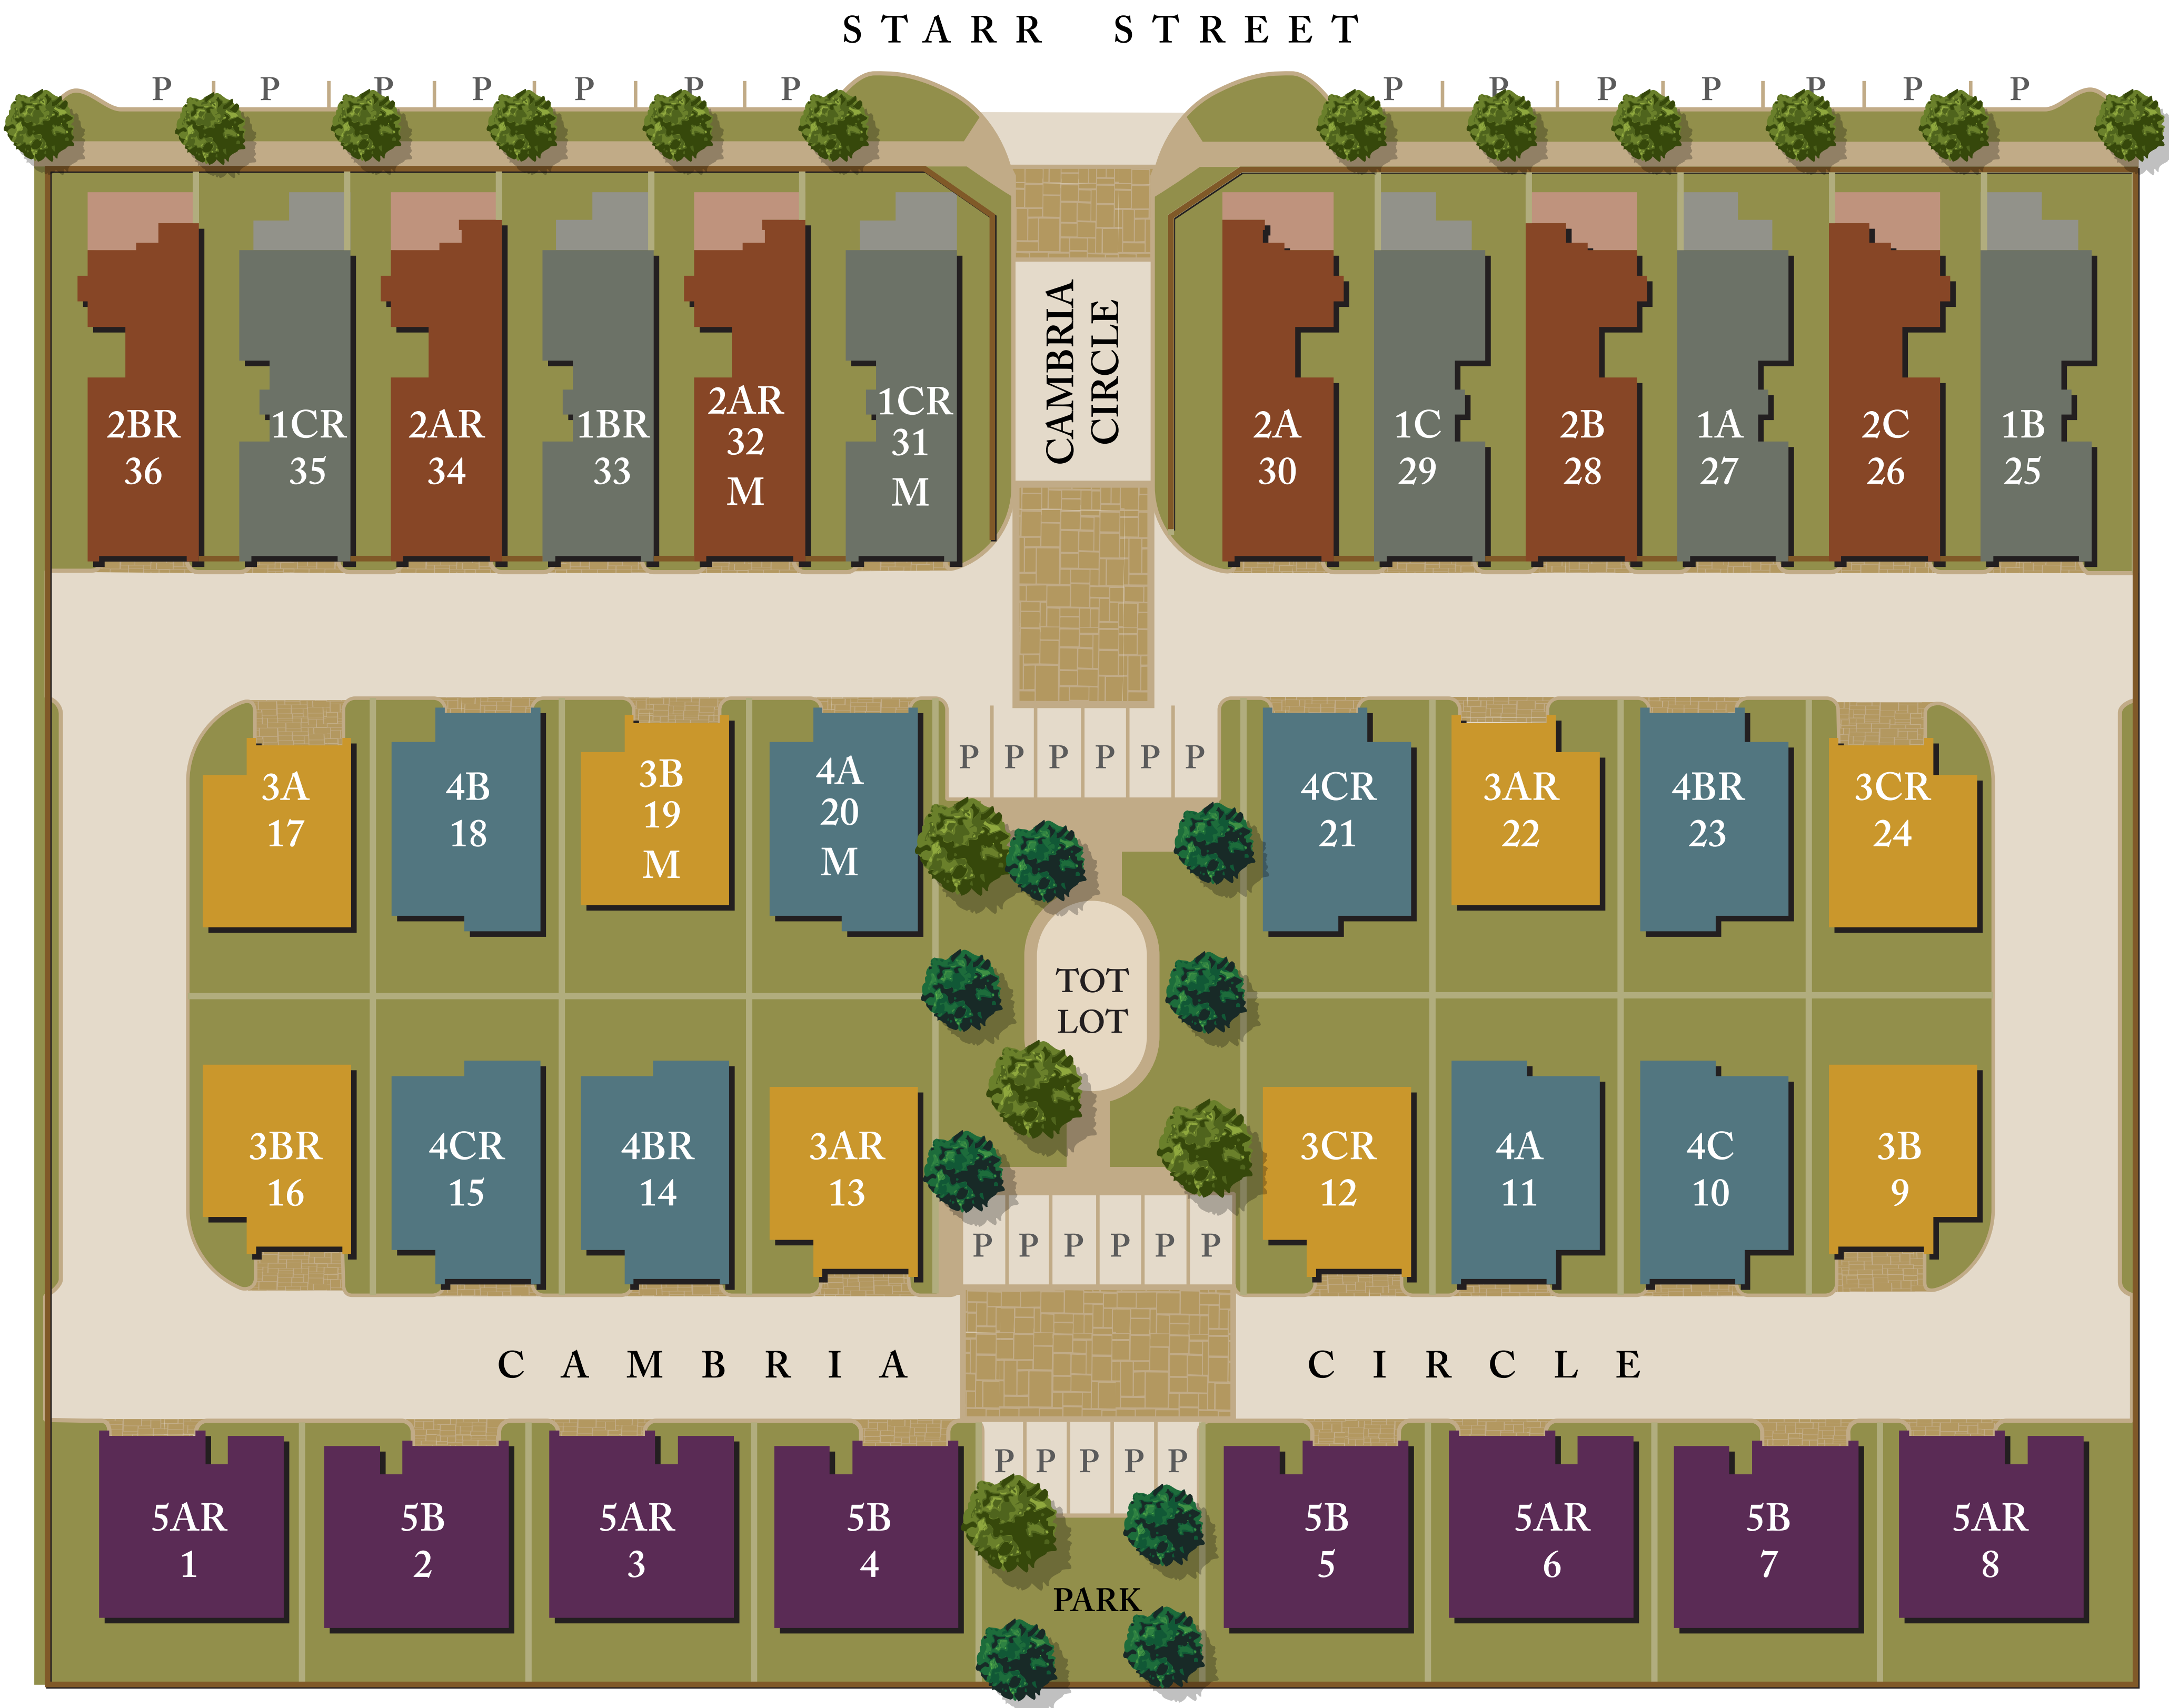 STARR STREET
P P P P P P P P P P P P P P
CAMBRIA
CIRCLE
2BR
36
1CR
35
2AR
34
1BR
33
2AR
32
M
1CR
31
M
2A
30
1C
29
2B
28
1A
27
2C
26
1B
25
3A
17
4B
18
3B
19
M
4A
20
M
P P P P P P
4CR
21
3AR
22
4BR
23
3CR
24
TOT
LOT
3BR
16
4CR
15
4BR
14
3AR
13
P P P P P P
3CR
12
4A
11
4C
10
3B
9
CAMBRIA CIRCLE
P P P P P
5AR
1
5B
2
5AR
3
5B
4
PARK
5B
5
5AR
6
5B
7
5AR
8